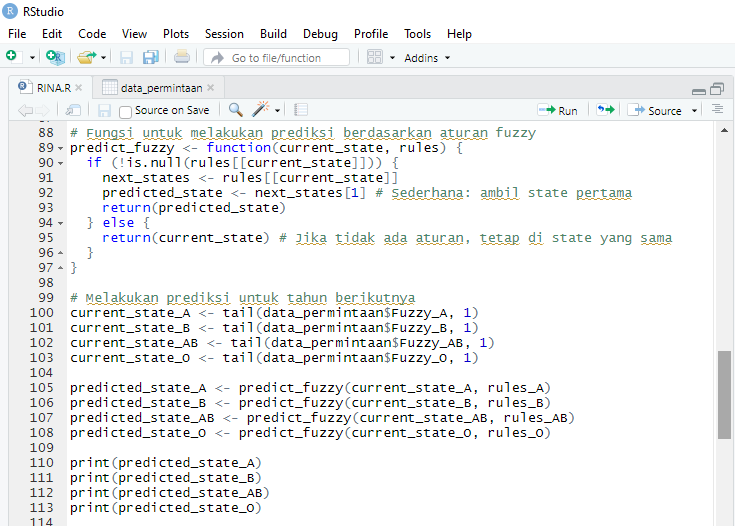 RStudio
File Edit Code View Plots Session Build Debug Profile Tools Help
Go to file/function Addins
RINA.R data_permintaan
Source on Save Run Source
88 # Fungsi untuk melakukan prediksi berdasarkan aturan fuzzy
89 predict_fuzzy <- function(current_state, rules) {
90 if (!is.null(rules[[current_state]])) {
91 next_states <- rules[[current_state]]
92 predicted_state <- next_states[1] # Sederhana: ambil state pertama
93 return(predicted_state)
94 } else {
95 return(current_state) # Jika tidak ada aturan, tetap di state yang sama
96 }
97 }
98
99 # Melakukan prediksi untuk tahun berikutnya
100 current_state_A <- tail(data_permintaan$Fuzzy_A, 1)
101 current_state_B <- tail(data_permintaan$Fuzzy_B, 1)
102 current_state_AB <- tail(data_permintaan$Fuzzy_AB, 1)
103 current_state_O <- tail(data_permintaan$Fuzzy_O, 1)
104
105 predicted_state_A <- predict_fuzzy(current_state_A, rules_A)
106 predicted_state_B <- predict_fuzzy(current_state_B, rules_B)
107 predicted_state_AB <- predict_fuzzy(current_state_AB, rules_AB)
108 predicted_state_O <- predict_fuzzy(current_state_O, rules_O)
109
110 print(predicted_state_A)
111 print(predicted_state_B)
112 print(predicted_state_AB)
113 print(predicted_state_O)
114